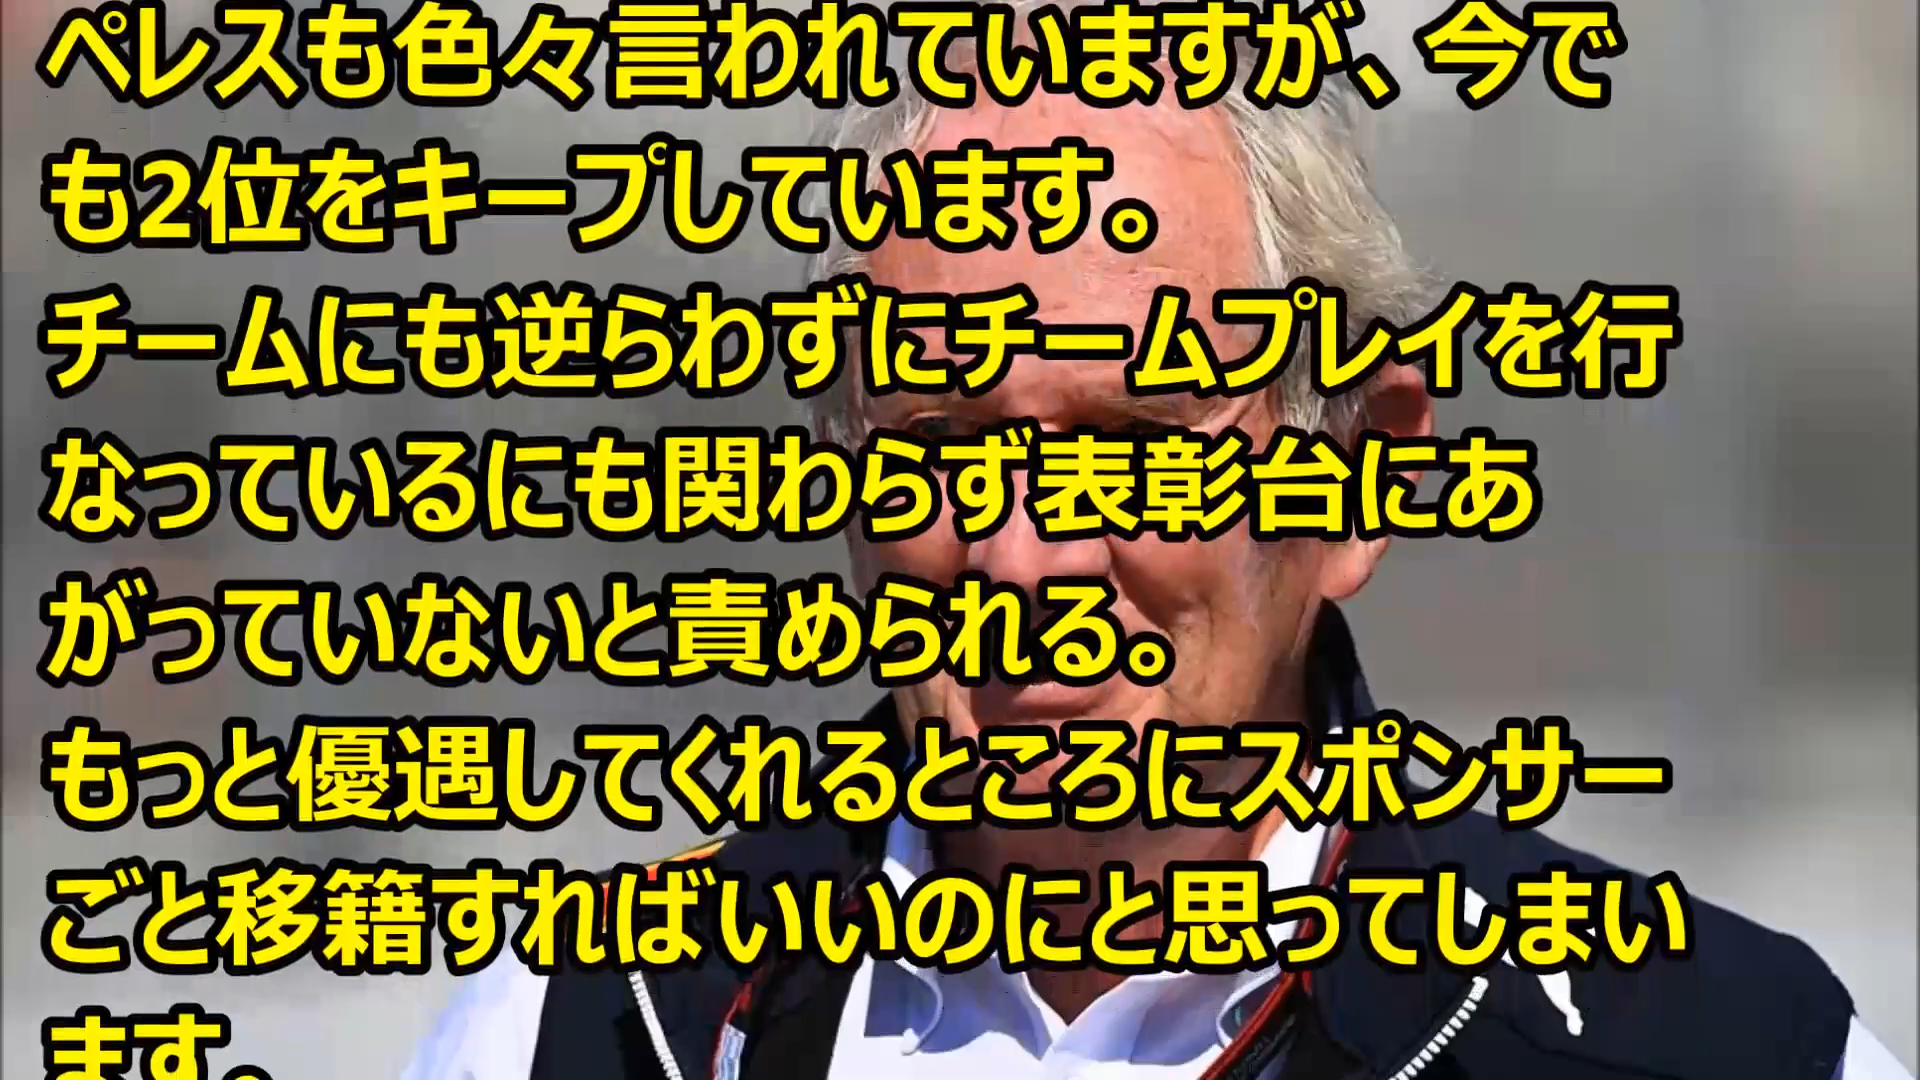 ペレスも色々言われていますが、今で
も2位をキープしています。
チームにも逆らわずにチームプレイを行
なっているにも関わらず表彰台にあ
がっていないと責められる。
もっと優遇してくれるところにスポンサー
ごと移籍すればいいのにと思ってしまい
ます。